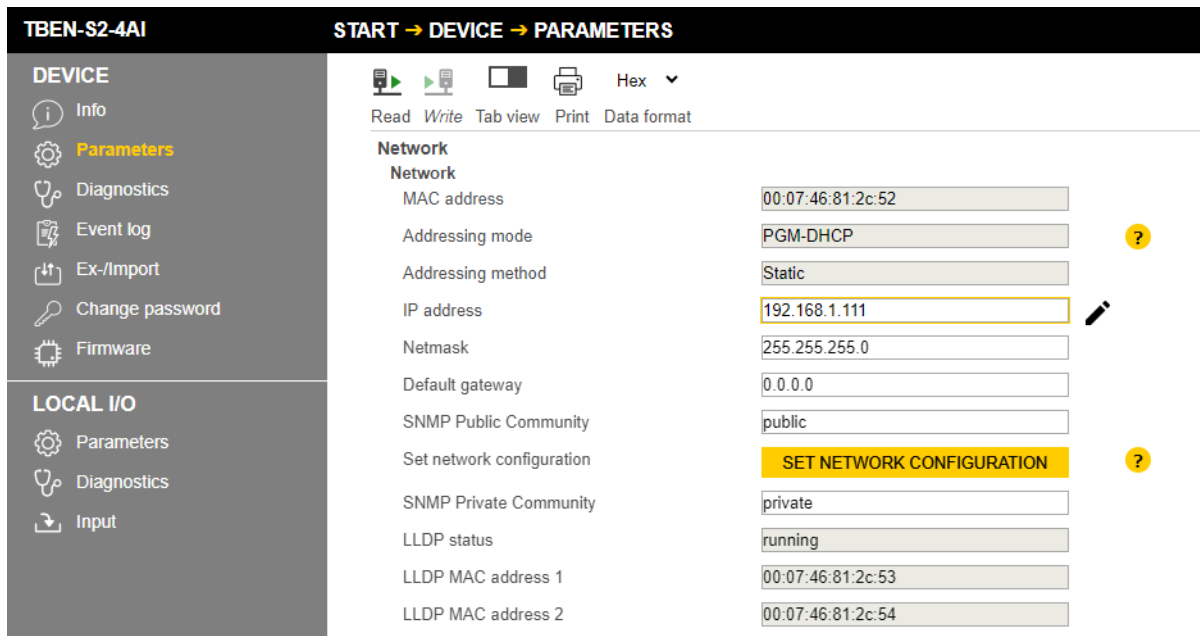 TBEN-S2-4AI START ➔ DEVICE ➔ PARAMETERS
DEVICE
Info
Parameters
Diagnostics
Event log
Ex-/Import
Change password
Firmware
LOCAL I/O
Parameters
Diagnostics
Input
Hex
Read Write Tab view Print Data format
Network
Network
MAC address 00:07:46:81:2c:52
Addressing mode PGM-DHCP ?
Addressing method Static
IP address 192.168.1.111
Netmask 255.255.255.0
Default gateway 0.0.0.0
SNMP Public Community public
Set network configuration SET NETWORK CONFIGURATION ?
SNMP Private Community private
LLDP status running
LLDP MAC address 1 00:07:46:81:2c:53
LLDP MAC address 2 00:07:46:81:2c:54